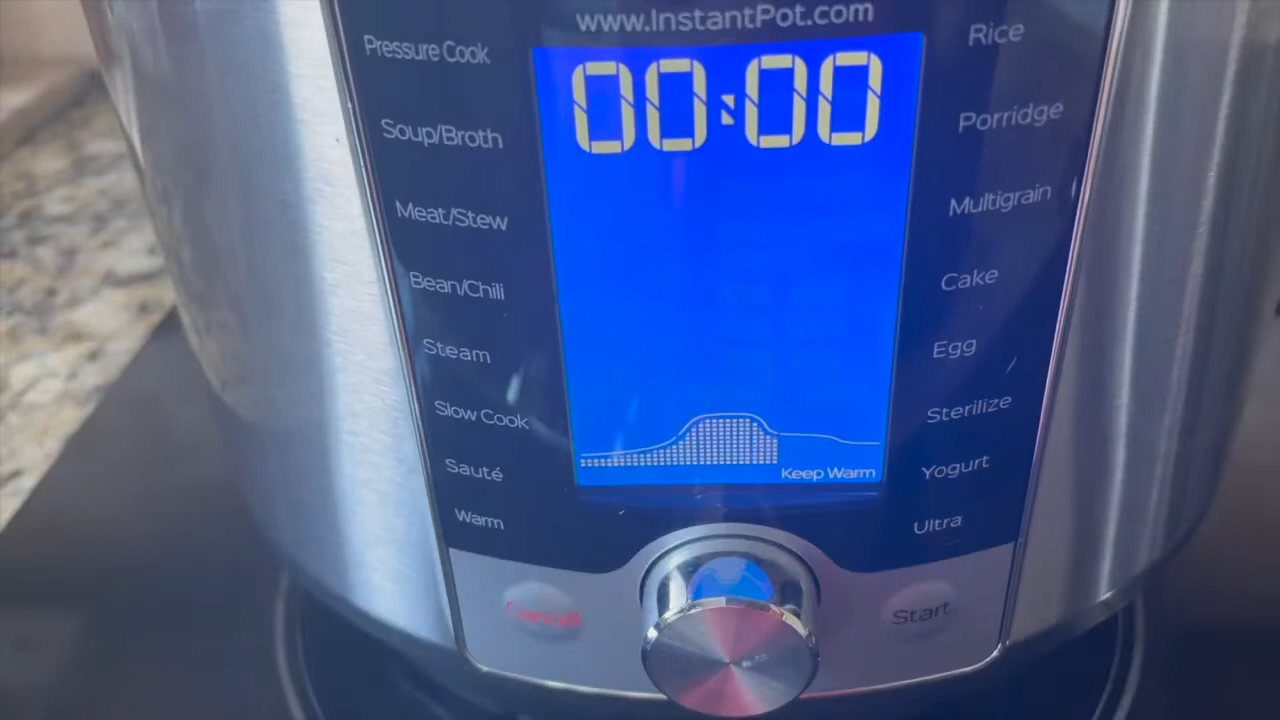 www.InstantPot.com
00:00
Pressure Cook
Soup/Broth
Meat/Stew
Bean/Chili
Steam
Slow Cook
Sauté
Warm
Rice
Porridge
Multigrain
Cake
Egg
Sterilize
Yogurt
Ultra
Keep Warm
Cancel
Start